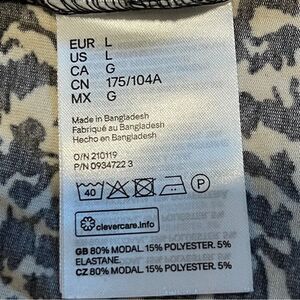 EUR L
US L
CA G
CN 175/104A
MX G
Made in Bangladesh
Fabriqué au Bangladesh
Hecho en Bangladesh
O/N 210119
P/N 0934722 3
40
P
clevercare.info
GB 80% MODAL. 15% POLYESTER. 5%
ELASTANE.
CZ 80% MODAL. 15% POLYESTER. 5%